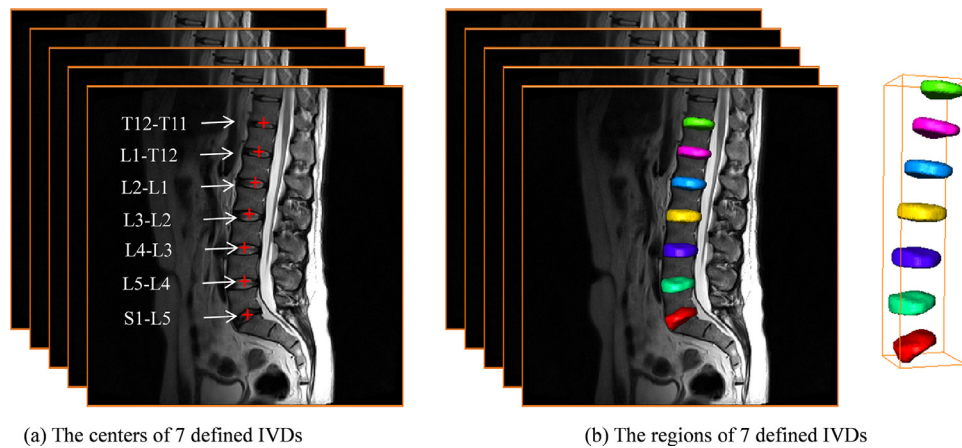 T12-T11
L1-T12
L2-L1
L3-L2
L4-L3
L5-L4
S1-L5
(a) The centers of 7 defined IVDs
(b) The regions of 7 defined IVDs